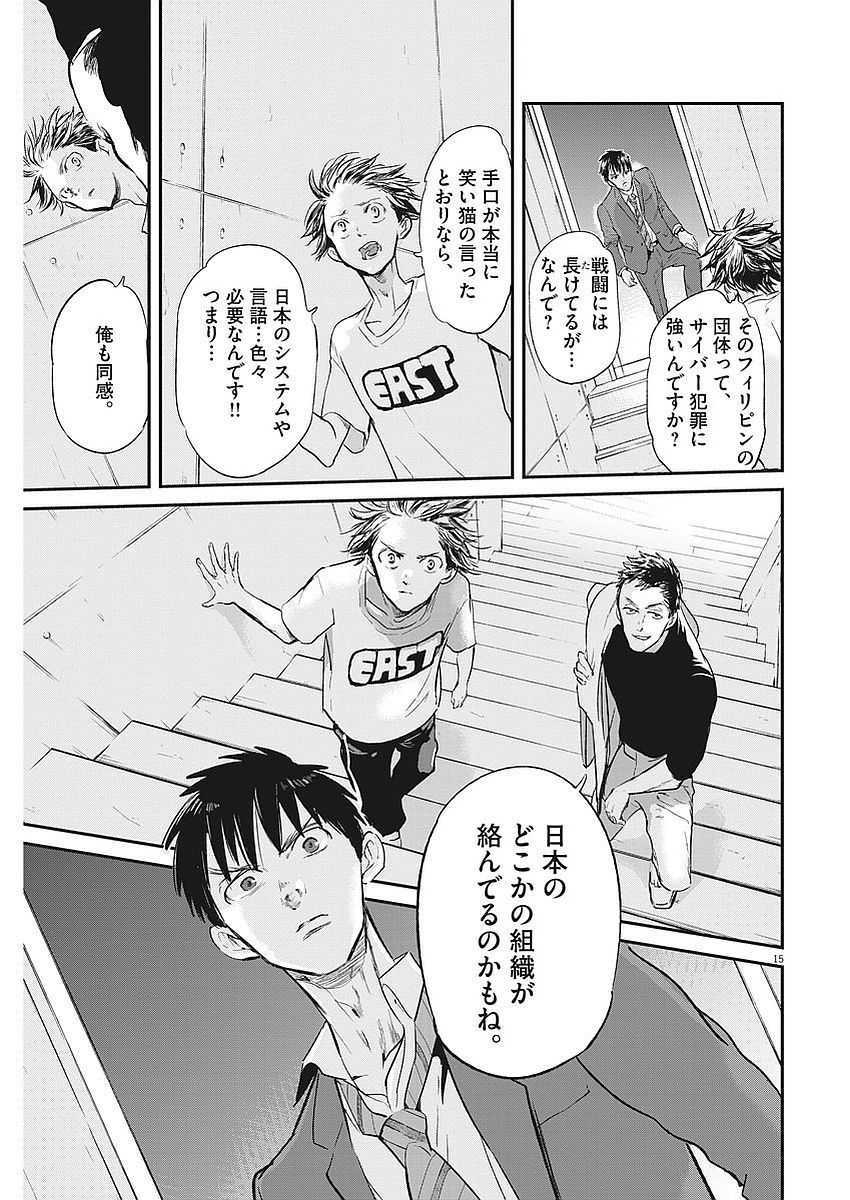 そのフィリピンの
団体って、
サイバー犯罪に
強いんですか？
戦闘には
長けてるが…
なんで？
手口が本当に
笑い猫の言った
とおりなら、
日本のシステムや
言語…色々
必要なんです!!
つまり…
EAST
俺も同感。
EAST
日本の
どこかの組織が
絡んでるのかもね。
15